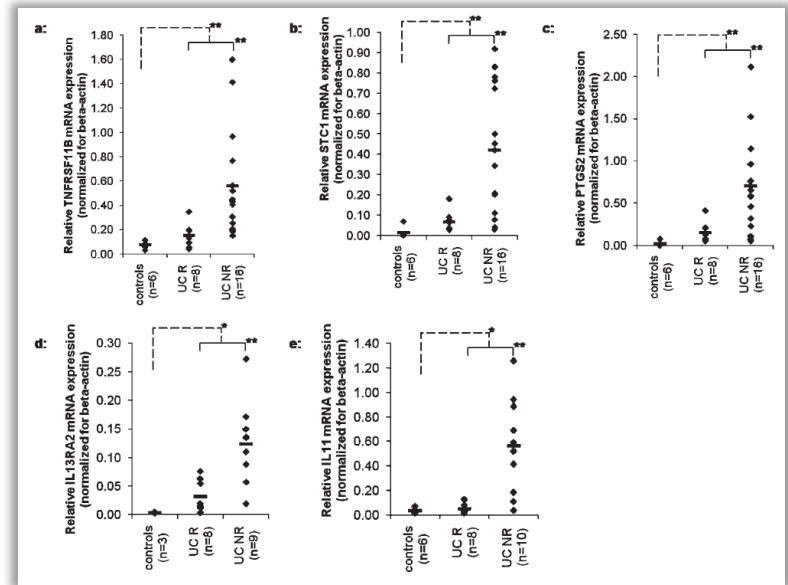 a:
**
**
Relative TNFRSF11B mRNA expression
(normalized for beta-actin)
1.80
1.60
1.40
1.20
1.00
0.80
0.60
0.40
0.20
0.00
controls
(n=6)
UC R
(n=8)
UC NR
(n=16)
b:
**
**
Relative STC1 mRNA expression
(normalized for beta-actin)
1.00
0.90
0.80
0.70
0.60
0.50
0.40
0.30
0.20
0.10
0.00
controls
(n=6)
UC R
(n=8)
UC NR
(n=16)
c:
**
**
Relative PTGS2 mRNA expression
(normalized for beta-actin)
2.50
2.00
1.50
1.00
0.50
0.00
controls
(n=6)
UC R
(n=8)
UC NR
(n=16)
d:
*
**
Relative IL13RA2 mRNA expression
(normalized for beta-actin)
0.30
0.25
0.20
0.15
0.10
0.05
0.00
controls
(n=3)
UC R
(n=8)
UC NR
(n=9)
e:
*
**
Relative IL11 mRNA expression
(normalized for beta-actin)
1.40
1.20
1.00
0.80
0.60
0.40
0.20
0.00
controls
(n=6)
UC R
(n=8)
UC NR
(n=10)